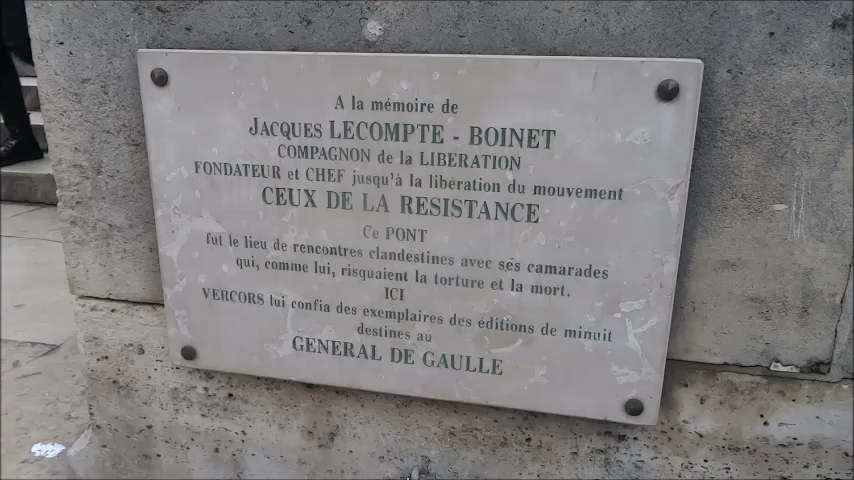 A la mémoire de
JACQUES LECOMPTE - BOINET
COMPAGNON de la LIBERATION
FONDATEUR et CHEF jusqu'à la libération du mouvement
CEUX DE LA RESISTANCE
Ce PONT
fut le lieu de rencontres clandestines avec ses camarades
qui, comme lui, risquaient la torture et la mort.
ICI
VERCORS lui confia des exemplaires des éditions de minuit
destines au
GENERAL DE GAULLE